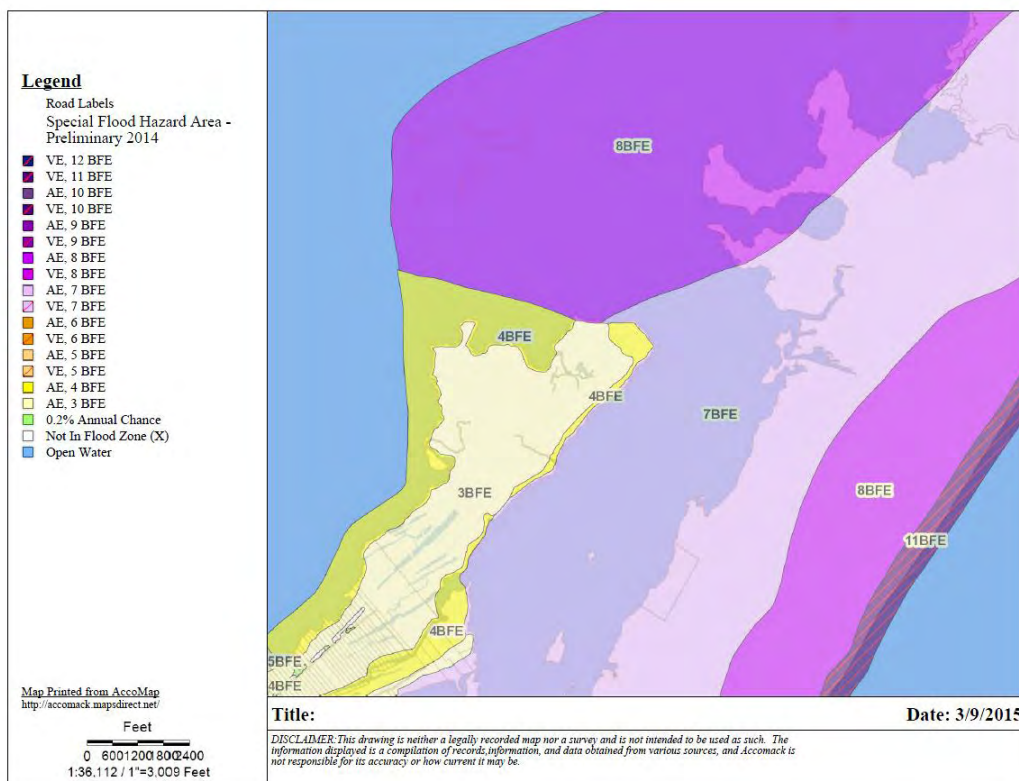 Legend
Road Labels
Special Flood Hazard Area -
Preliminary 2014
VE, 12 BFE
VE, 11 BFE
AE, 10 BFE
VE, 10 BFE
AE, 9 BFE
VE, 9 BFE
AE, 8 BFE
VE, 8 BFE
AE, 7 BFE
VE, 7 BFE
AE, 6 BFE
VE, 6 BFE
AE, 5 BFE
VE, 5 BFE
AE, 4 BFE
AE, 3 BFE
0.2% Annual Chance
Not In Flood Zone (X)
Open Water
Map Printed from AccoMap
http://accomack.mapsdirect.net/
Feet
0 600 1200 1800 2400
1:36,112 / 1"=3,009 Feet
8BFE
4BFE
4BFE
7BFE
3BFE
8BFE
11BFE
4BFE
5BFE
4BFE
Title:
Date: 3/9/2015
DISCLAIMER:This drawing is neither a legally recorded map nor a survey and is not intended to be used as such. The
information displayed is a compilation of records,information, and data obtained from various sources, and Accomack is
not responsible for its accuracy or how current it may be.